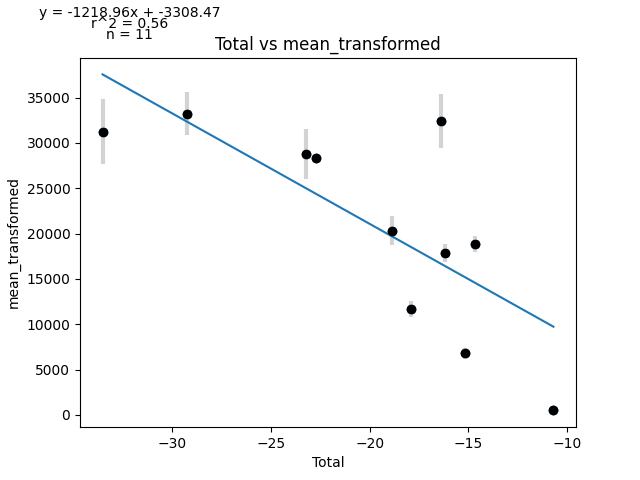 y = -1218.96x + -3308.47
r^2 = 0.56
n = 11
Total vs mean_transformed
mean_transformed
35000
30000
25000
20000
15000
10000
5000
0
−30
−25
−20
−15
−10
Total